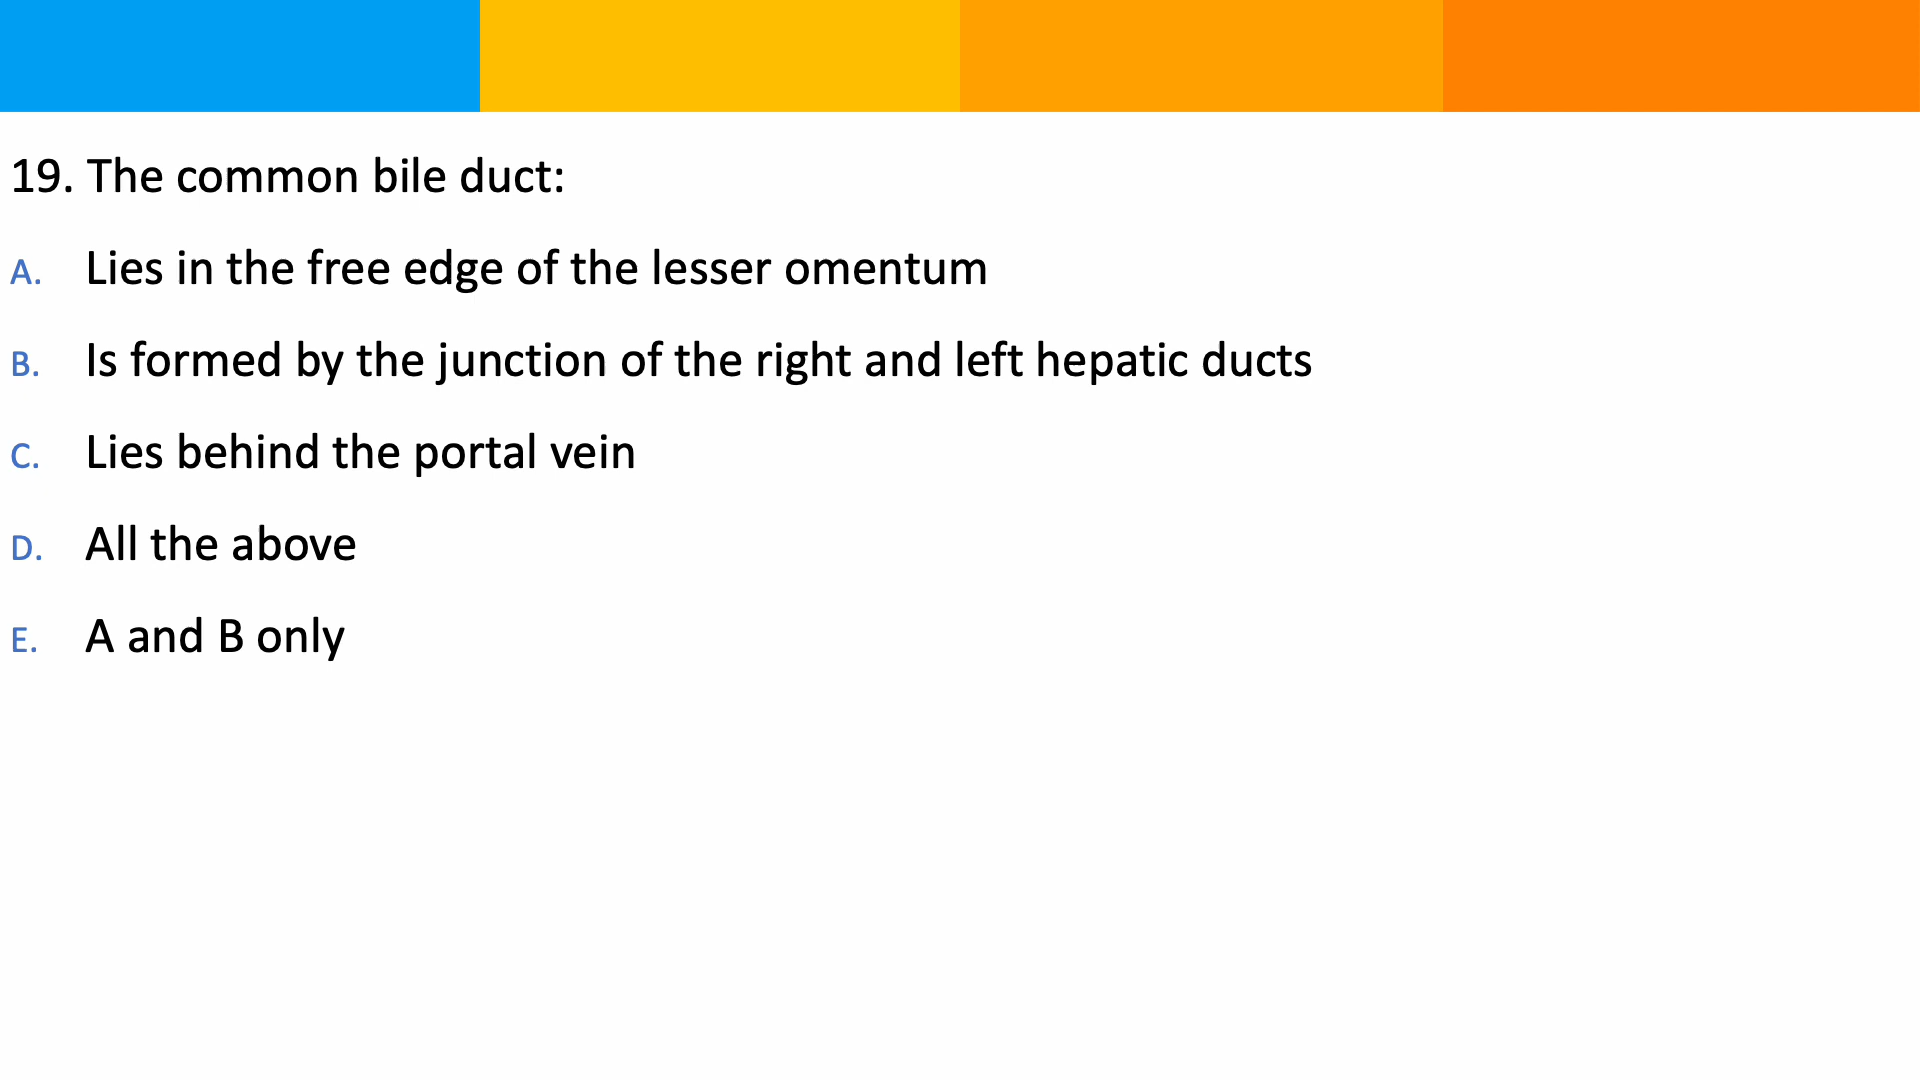 19. The common bile duct:
A. Lies in the free edge of the lesser omentum
B. Is formed by the junction of the right and left hepatic ducts
C. Lies behind the portal vein
D. All the above
E. A and B only